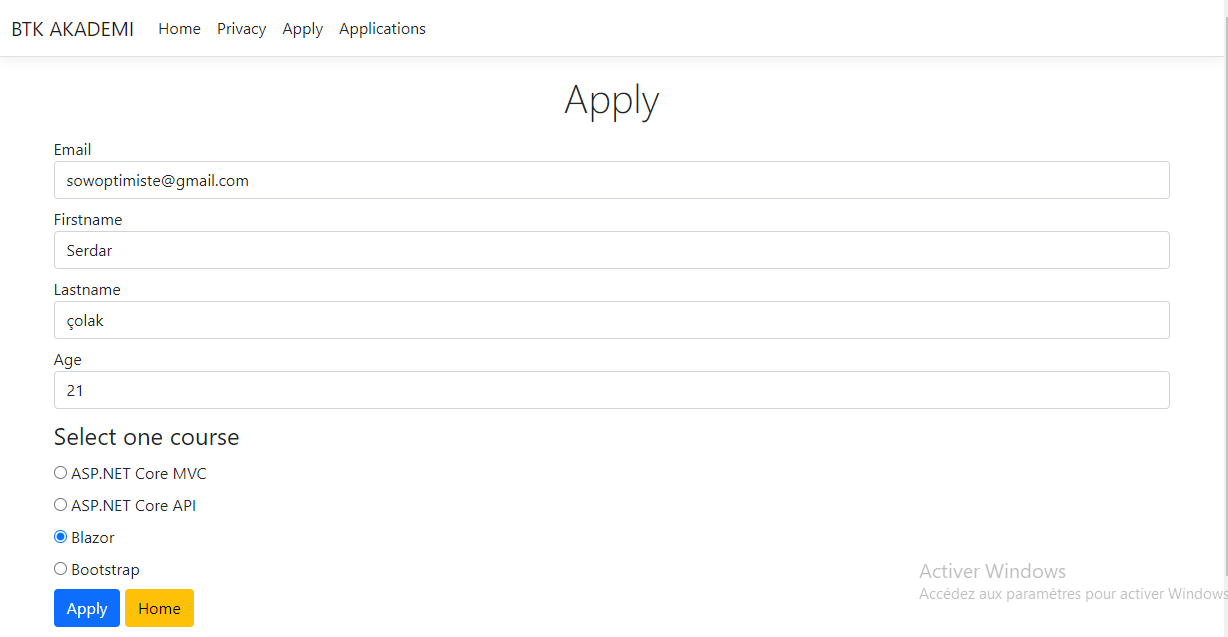 BTK AKADEMI Home Privacy Apply Applications
Apply
Email
sowoptimiste@gmail.com
Firstname
Serdar
Lastname
çolak
Age
21
Select one course
ASP.NET Core MVC
ASP.NET Core API
Blazor
Bootstrap
Apply Home
Activer Windows
Accédez aux paramètres pour activer Windows